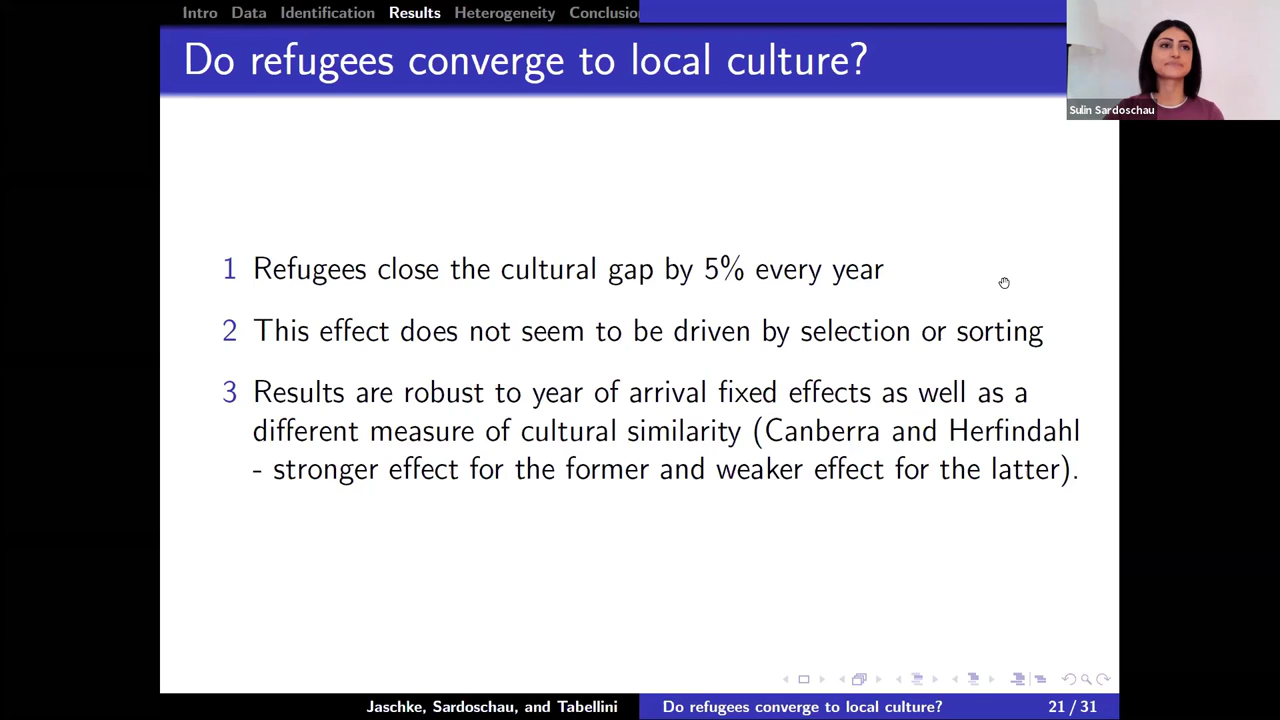 Intro Data Identification Results Heterogeneity Conclusion
Do refugees converge to local culture?
Sulin Sardoschau
1 Refugees close the cultural gap by 5% every year
2 This effect does not seem to be driven by selection or sorting
3 Results are robust to year of arrival fixed effects as well as a
different measure of cultural similarity (Canberra and Herfindahl
- stronger effect for the former and weaker effect for the latter).
Jaschke, Sardoschau, and Tabellini
Do refugees converge to local culture?
21 / 31